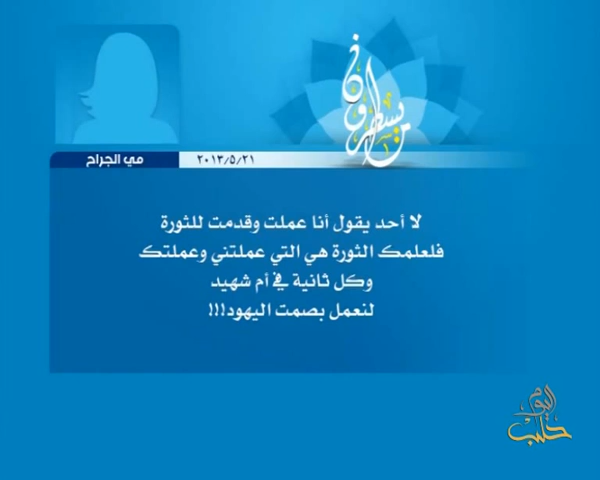 يسطرون
مي الجراح
٢٠١٣/٥/٢١
لا أحد يقول أنا عملت وقدمت للثورة
فلعلمك الثورة هي التي عملتني وعملتك
وكل ثانية في أم شهيد
لنعمل بصمت اليهود!!!
حلب اليوم